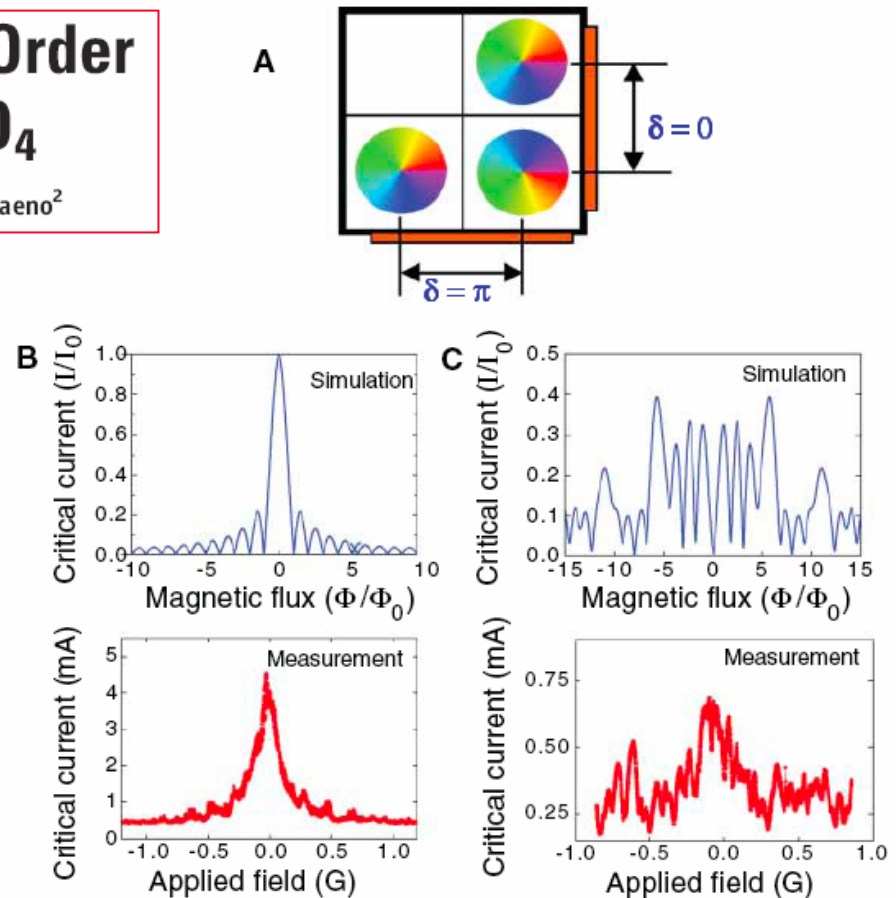 Order
4
aeno2
A
δ = 0
δ = π
B
Critical current (I/I0)
1.0
0.8
0.6
0.4
0.2
0.0
Simulation
-10 -5 0 5 10
Magnetic flux (Φ/Φ0)
C
Critical current (I/I0)
0.5
0.4
0.3
0.2
0.1
0.0
Simulation
-15 -10 -5 0 5 10 15
Magnetic flux (Φ/Φ0)
Critical current (mA)
5
4
3
2
1
0
Measurement
-1.0 -0.5 0.0 0.5 1.0
Applied field (G)
Critical current (mA)
0.75
0.50
0.25
Measurement
-1.0 -0.5 0.0 0.5 1.0
Applied field (G)